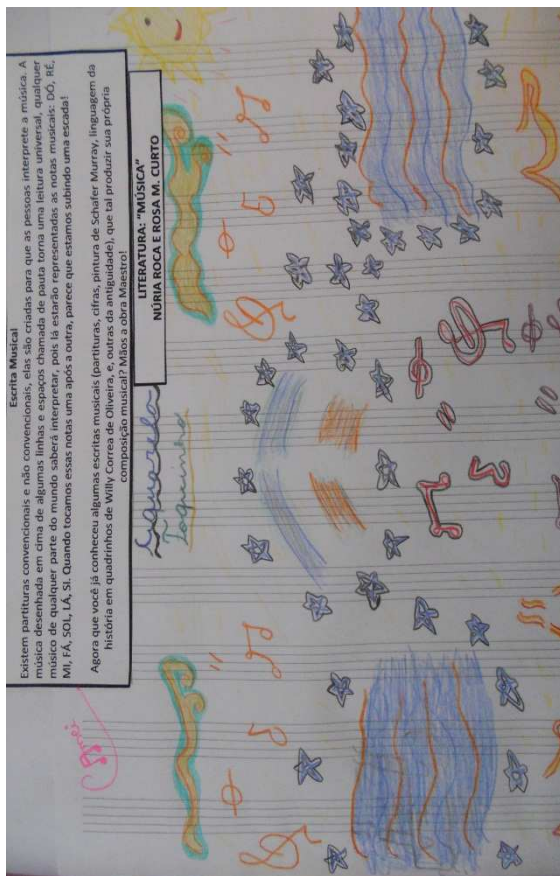 Escrita Musical
Existem partituras convencionais e não convencionais, elas são criadas para que as pessoas interprete a música. A
música desenhada em cima de algumas linhas e espaços chamada de pauta torna uma leitura universal, qualquer
músico de qualquer parte do mundo saberá interpretar, pois lá estarão representadas as notas musicais: DÓ, RÉ,
MI, FÁ, SOL, LÁ, SI. Quando tocamos essas notas uma após a outra, parece que estamos subindo uma escada!
Agora que você já conheceu algumas escritas musicais (partituras, cifras, pintura de Schafer Murray, linguagem da
história em quadrinhos de Willy Correa de Oliveira, e, outras da antiguidade), que tal produzir sua própria
composição musical? Mãos a obra Maestro!
LITERATURA: "MÚSICA"
NÚRIA ROCA E ROSA M. CURTO
Aquarela
Toquinho